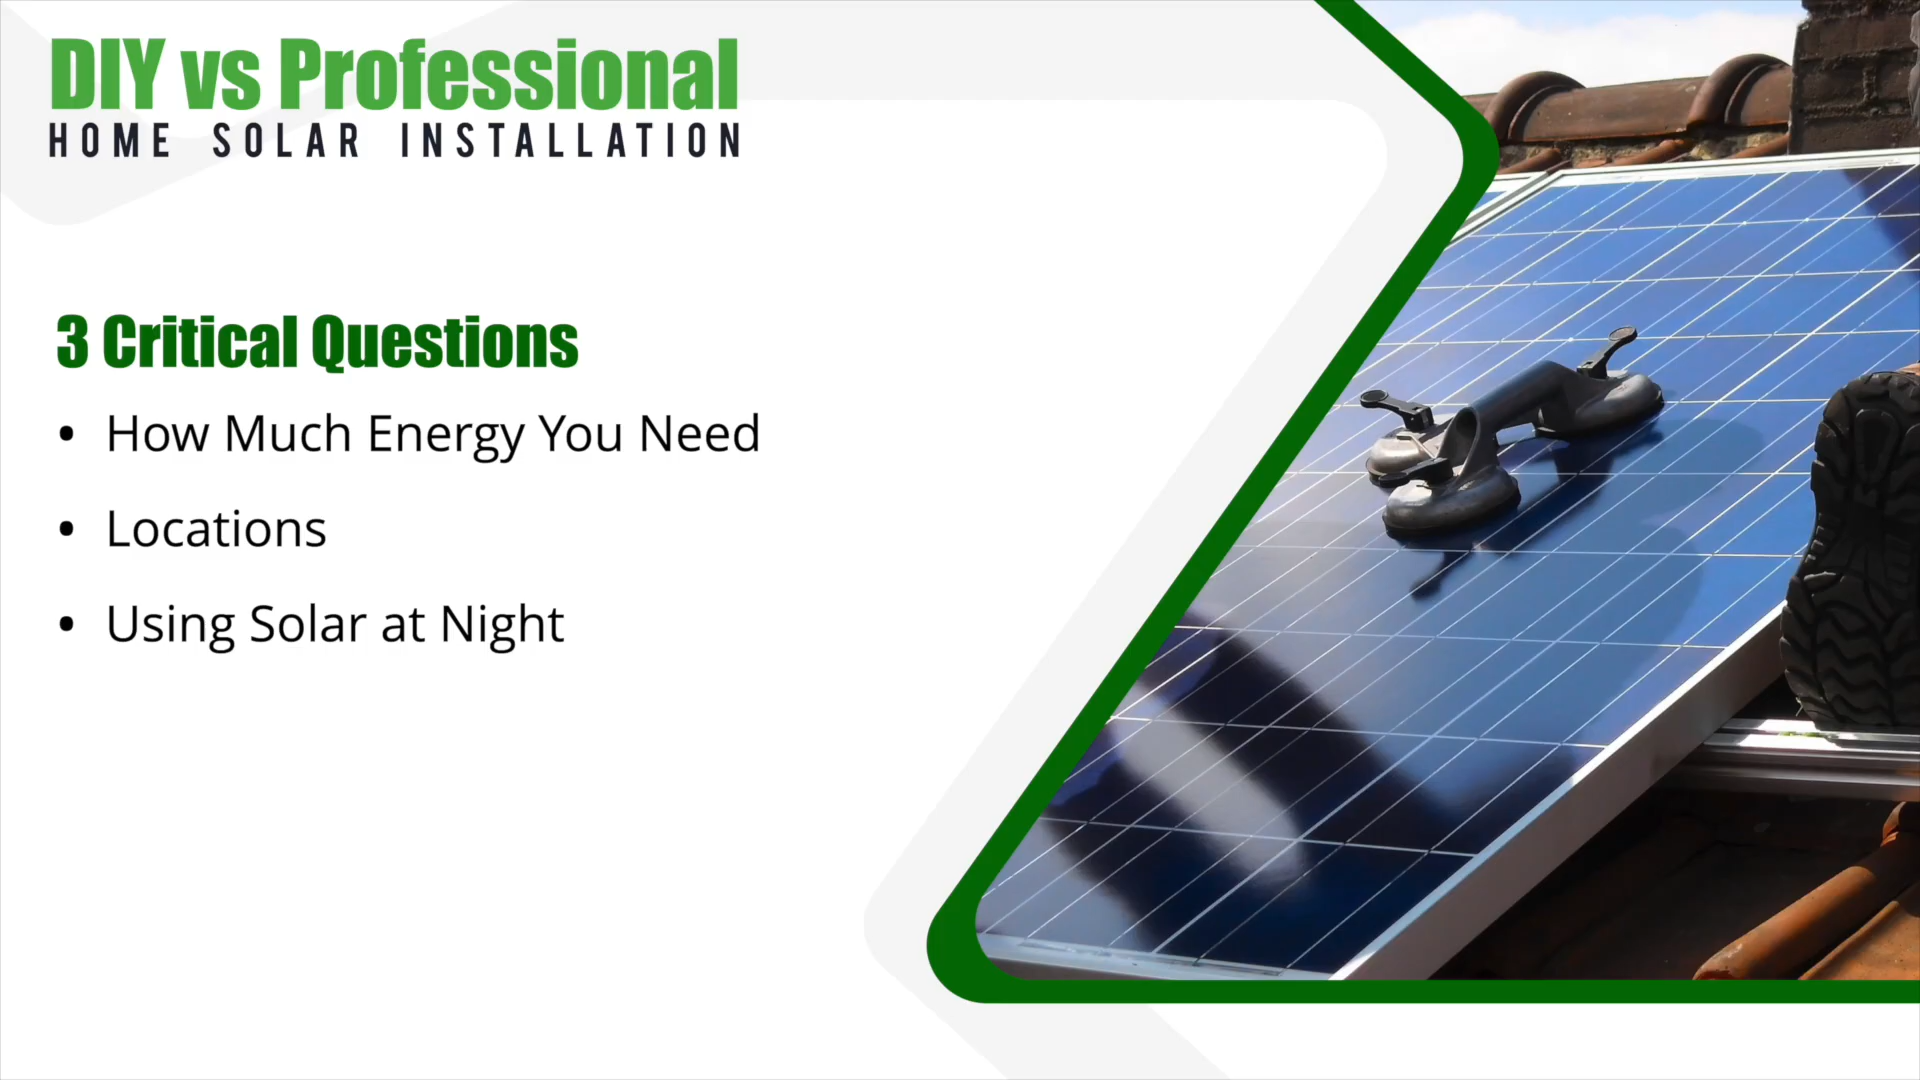 DIY vs Professional
HOME SOLAR INSTALLATION
3 Critical Questions
• How Much Energy You Need
• Locations
• Using Solar at Night